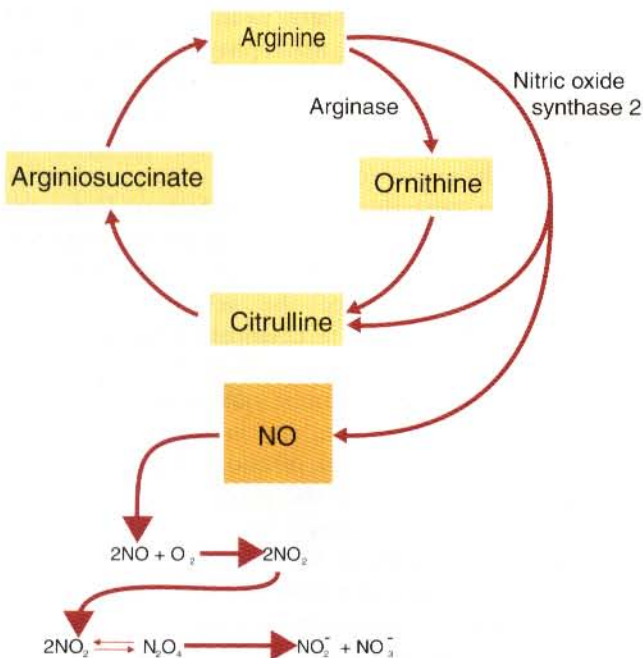 Arginine
Nitric oxide
synthase 2
Arginase
Arginiosuccinate
Ornithine
Citrulline
NO
2NO + O₂ 2NO₂
2NO₂ N₂O₄ NO₂⁻ + NO₃⁻